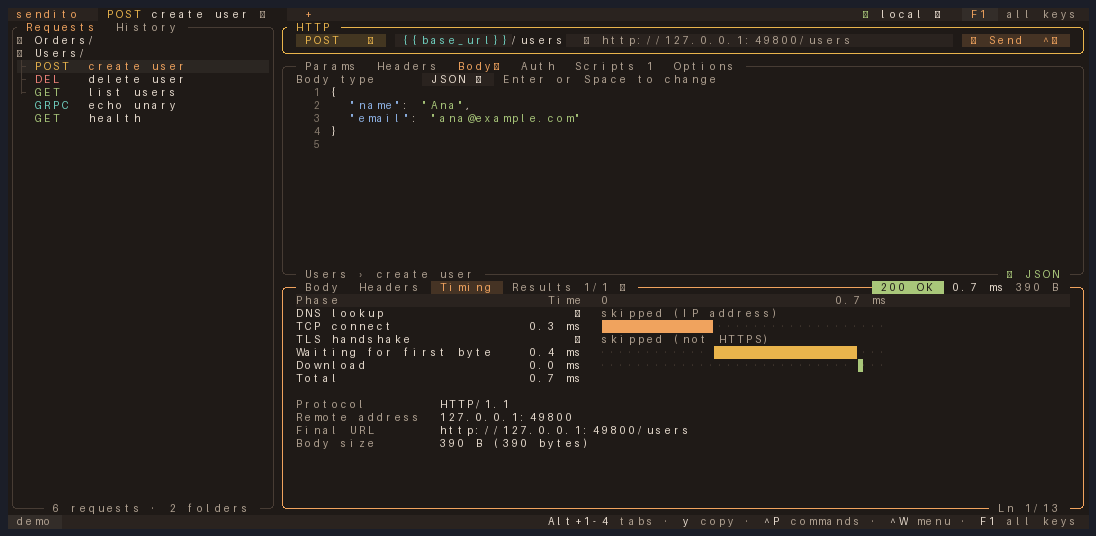 sendito POST create user + local F1 all keys
Requests History
Orders/
Users/
POST create user
DEL delete user
GET list users
GRPC echo unary
GET health
6 requests · 2 folders
HTTP
POST {{base_url}}/users http://127.0.0.1:49800/users Send ^
Params Headers Body Auth Scripts 1 Options
Body type JSON Enter or Space to change
1 {
2 "name": "Ana",
3 "email": "ana@example.com"
4 }
5
Users › create user JSON
Body Headers Timing Results 1/1 200 OK 0.7 ms 390 B
Phase Time 0 0.7 ms
DNS lookup skipped (IP address)
TCP connect 0.3 ms
TLS handshake skipped (not HTTPS)
Waiting for first byte 0.4 ms
Download 0.0 ms
Total 0.7 ms
Protocol HTTP/1.1
Remote address 127.0.0.1:49800
Final URL http://127.0.0.1:49800/users
Body size 390 B (390 bytes)
Ln 1/13
demo Alt+1-4 tabs · y copy · ^P commands · ^W menu · F1 all keys